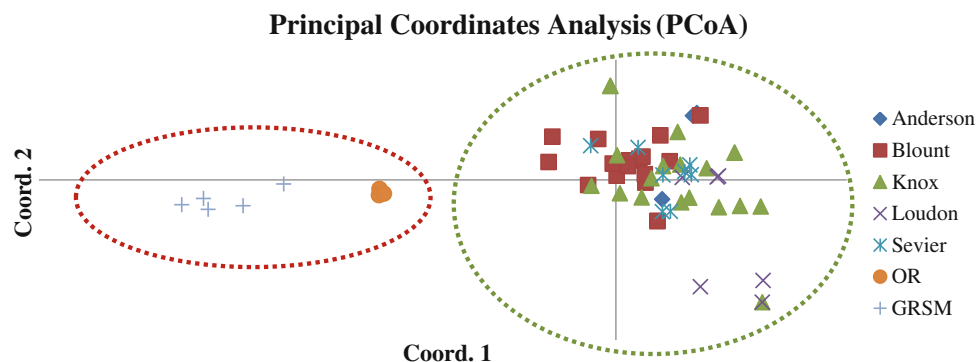 Principal Coordinates Analysis (PCoA)
Coord. 2
Anderson
Blount
Knox
Loudon
Sevier
OR
GRSM
Coord. 1